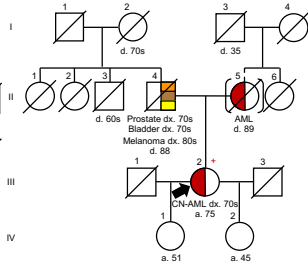 I
1
2
3
4
d. 70s
d. 35
II
1
2
3
4
5
6
d. 60s
Prostate dx. 70s
Bladder dx. 70s
Melanoma dx. 80s
d. 88
AML
d. 89
III
1
2
+
3
CN-AML dx. 70s
a. 75
IV
1
2
a. 51
a. 45